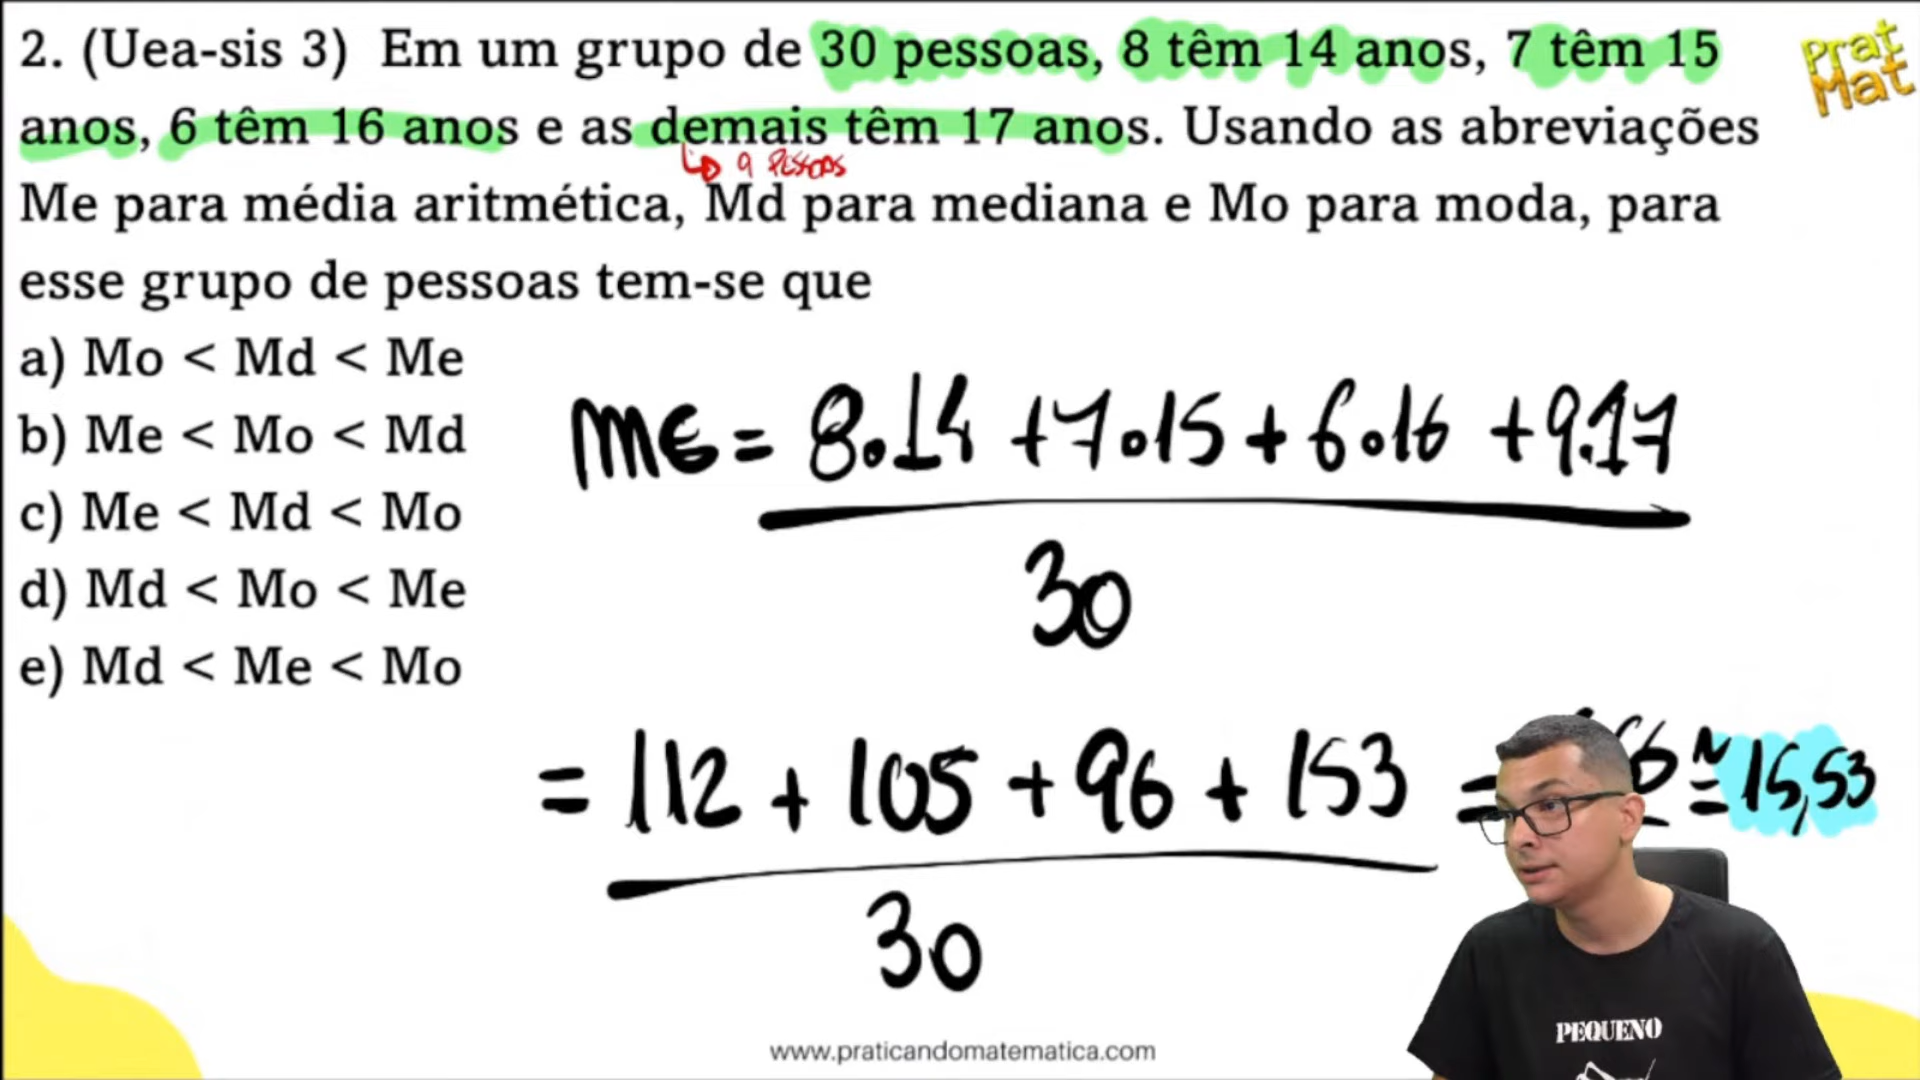 2. (Uea-sis 3) Em um grupo de 30 pessoas, 8 têm 14 anos, 7 têm 15
Prat
Mat
anos, 6 têm 16 anos e as demais têm 17 anos. Usando as abreviações
9 PESSOAS
Me para média aritmética, Md para mediana e Mo para moda, para
esse grupo de pessoas tem-se que
a) Mo < Md < Me
b) Me < Mo < Md
c) Me < Md < Mo
d) Md < Mo < Me
e) Md < Me < Mo
ME = 8.14 + 7.15 + 6.16 + 9.17
30
= 112 + 105 + 96 + 153 = 66 ≅ 15,53
30
PEQUENO
www.praticandomatematica.com